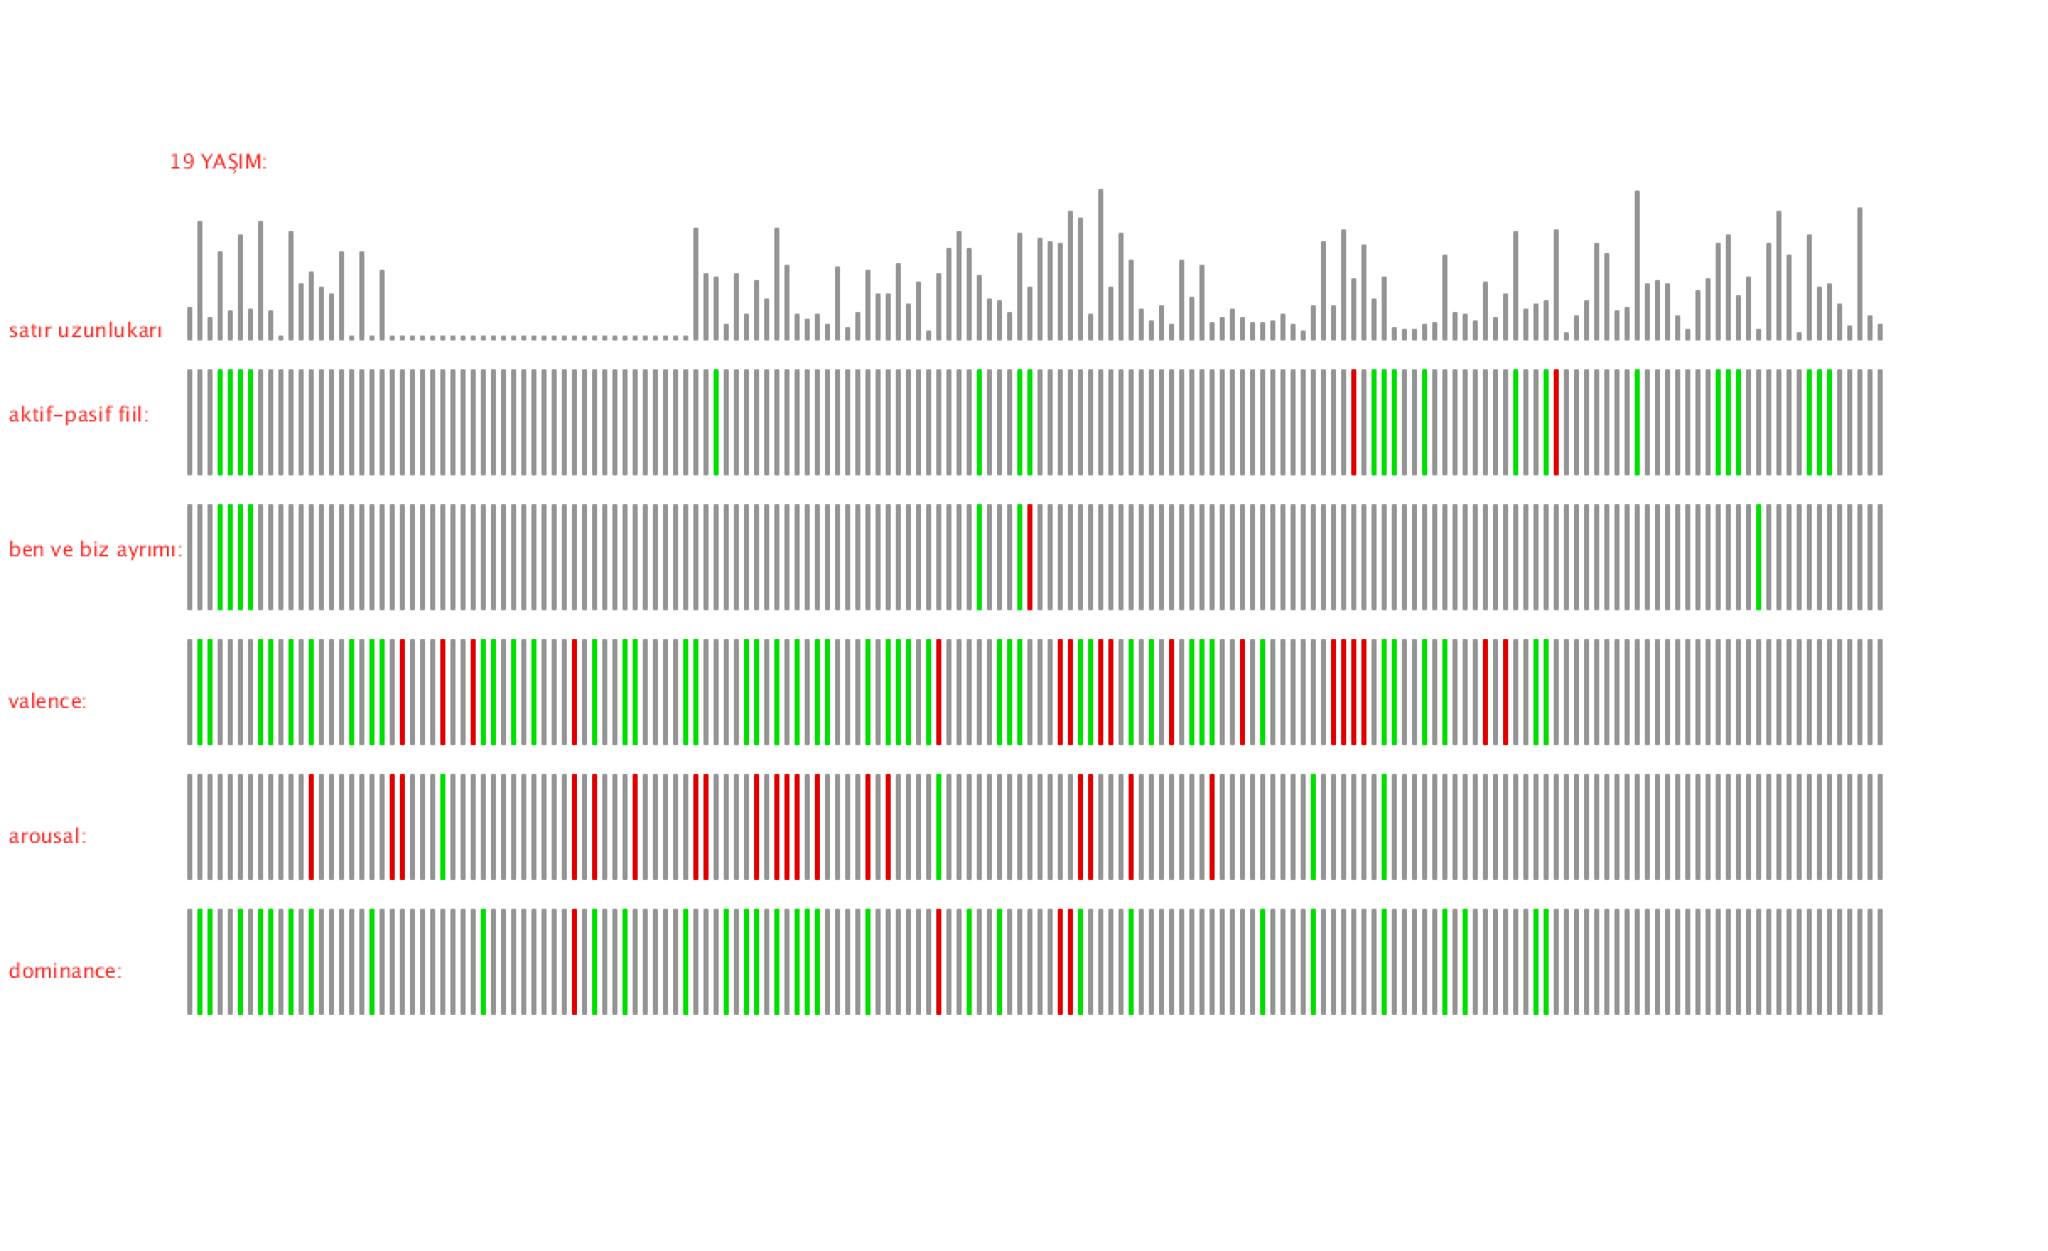 19 YAŞIM:
satır uzunlukarı
aktif-pasif fiil:
ben ve biz ayrımı:
valence:
arousal:
dominance: